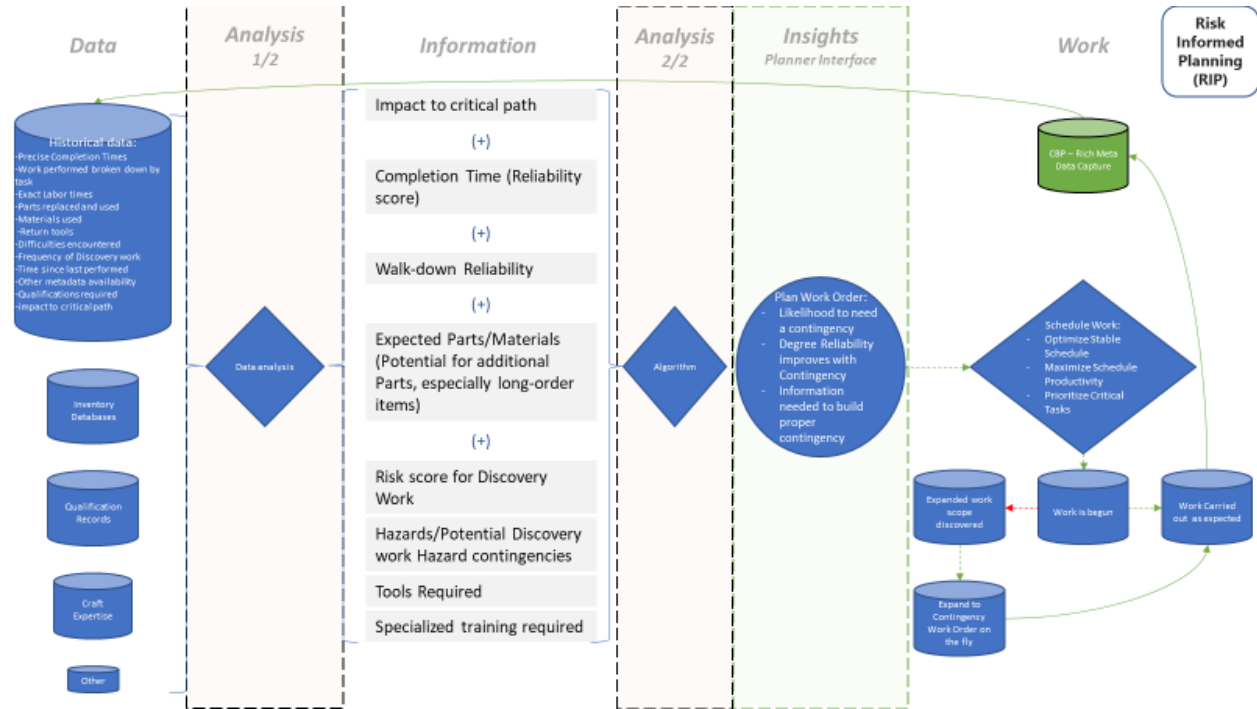 Data
Analysis
1/2
Information
Analysis
2/2
Insights
Planner Interface
Work
Risk
Informed
Planning
(RIP)
Historical data:
-Precise Completion Times
-Work performed broken down by
task
-Exact Labor times
-Parts replaced and used
-Materials used
-Return tools
-Difficulties encountered
-Frequency of Discovery work
-Time since last performed
-Other metadata availability
-Qualifications required
-impact to critical path
Inventory
Databases
Qualification
Records
Craft
Expertise
Other
Data analysis
Impact to critical path
(+)
Completion Time (Reliability
score)
(+)
Walk-down Reliability
(+)
Expected Parts/Materials
(Potential for additional
Parts, especially long-order
items)
(+)
Risk score for Discovery
Work
Hazards/Potential Discovery
work Hazard contingencies
Tools Required
Specialized training required
Algorithm
Plan Work Order:
- Likelihood to need
a contingency
- Degree Reliability
improves with
Contingency
- Information
needed to build
proper
contingency
CBP – Rich Meta
Data Capture
Schedule Work:
- Optimize Stable
Schedule
- Maximize Schedule
Productivity
- Prioritize Critical
Tasks
Expanded work
scope
discovered
Work is begun
Work Carried
out as expected
Expand to
Contingency
Work Order on
the fly